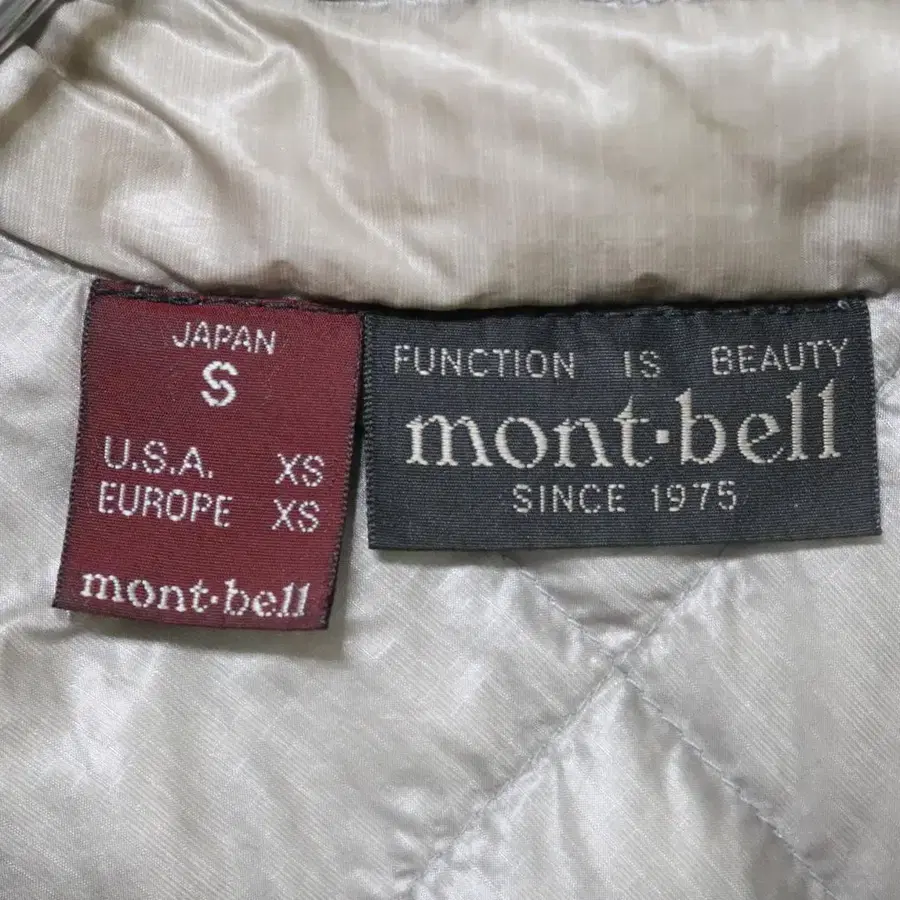 JAPAN
S
U.S.A. XS
EUROPE XS
mont·bell
FUNCTION IS BEAUTY
mont·bell
SINCE 1975